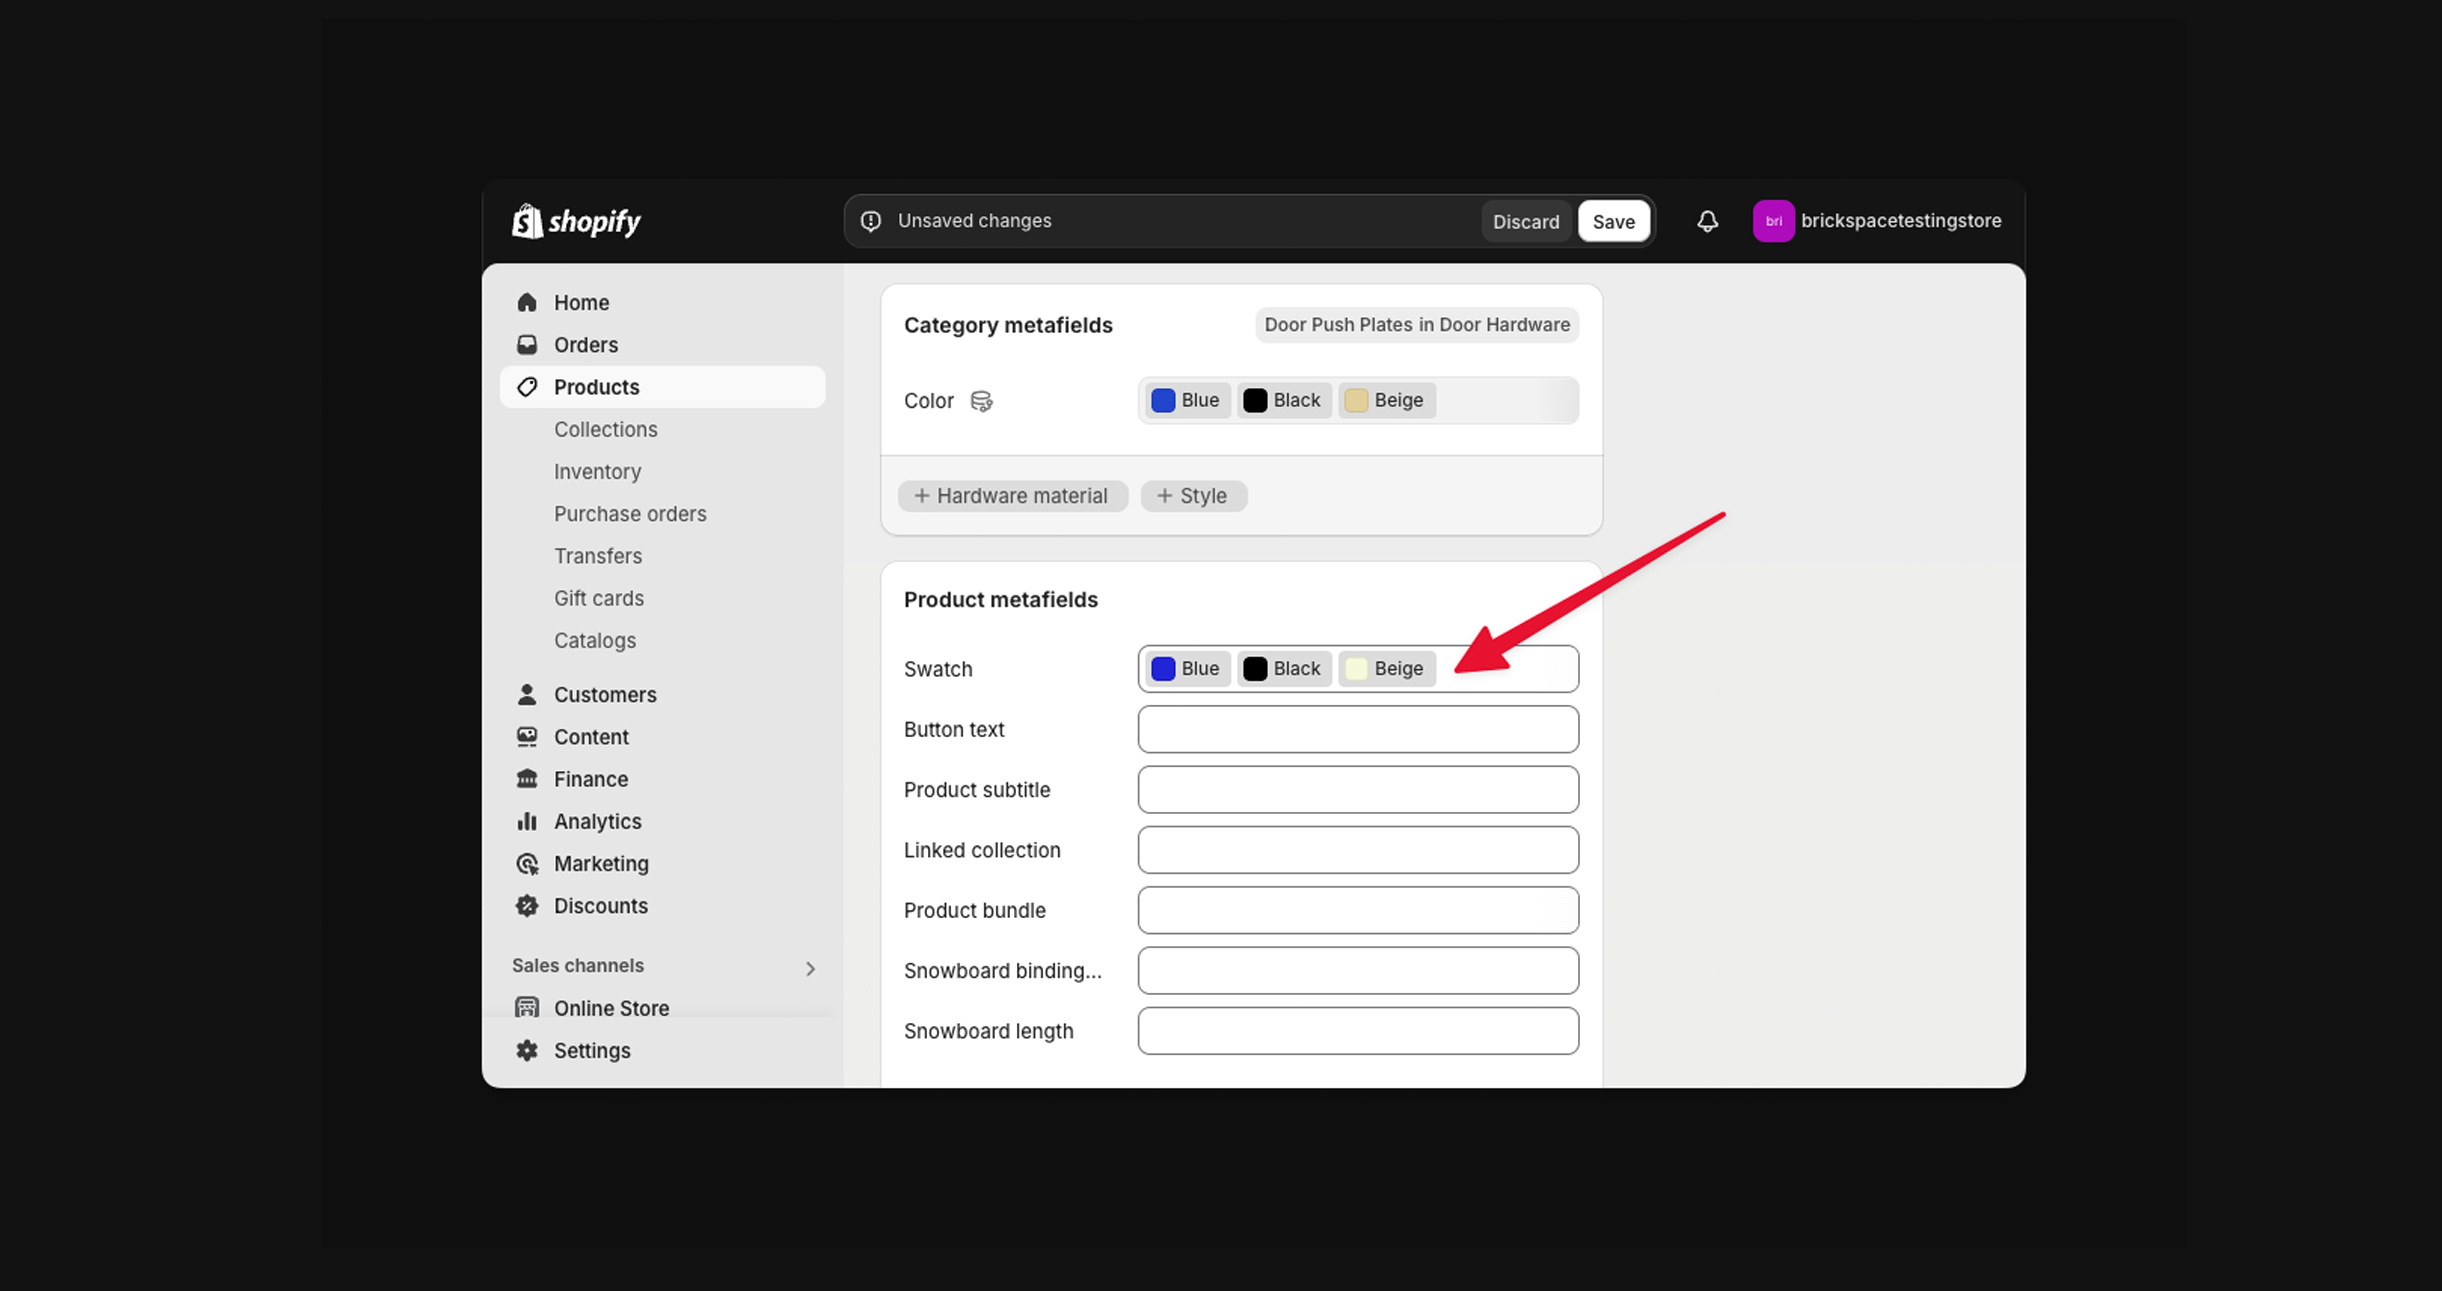 shopify
Unsaved changes
Discard
Save
bri
brickspacetestingstore
Home
Orders
Products
Collections
Inventory
Purchase orders
Transfers
Gift cards
Catalogs
Customers
Content
Finance
Analytics
Marketing
Discounts
Sales channels
Online Store
Settings
Category metafields
Door Push Plates in Door Hardware
Color
Blue
Black
Beige
+ Hardware material
+ Style
Product metafields
Swatch
Blue
Black
Beige
Button text
Product subtitle
Linked collection
Product bundle
Snowboard binding...
Snowboard length